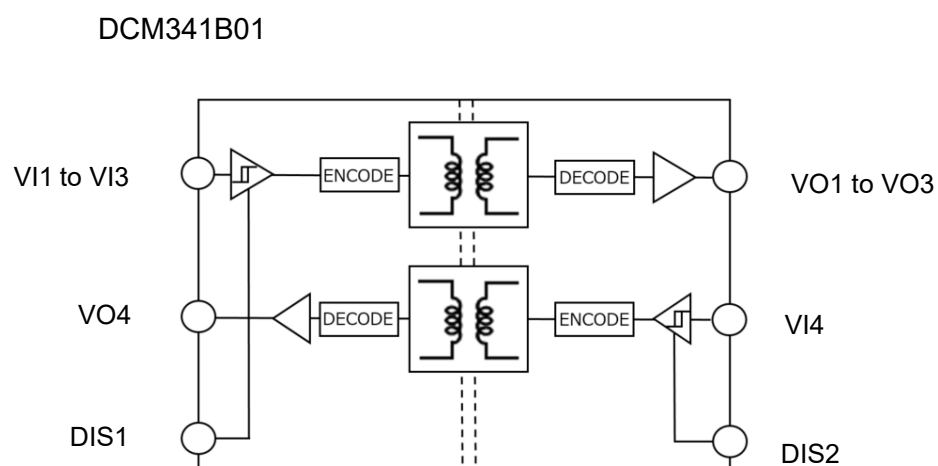 DCM341B01
VI1 to VI3
ENCODE
DECODE
VO1 to VO3
VO4
DECODE
ENCODE
VI4
DIS1
DIS2